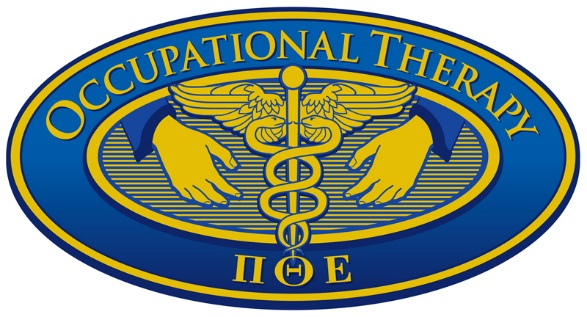 OCCUPATIONAL THERAPY
ΠΘΕ